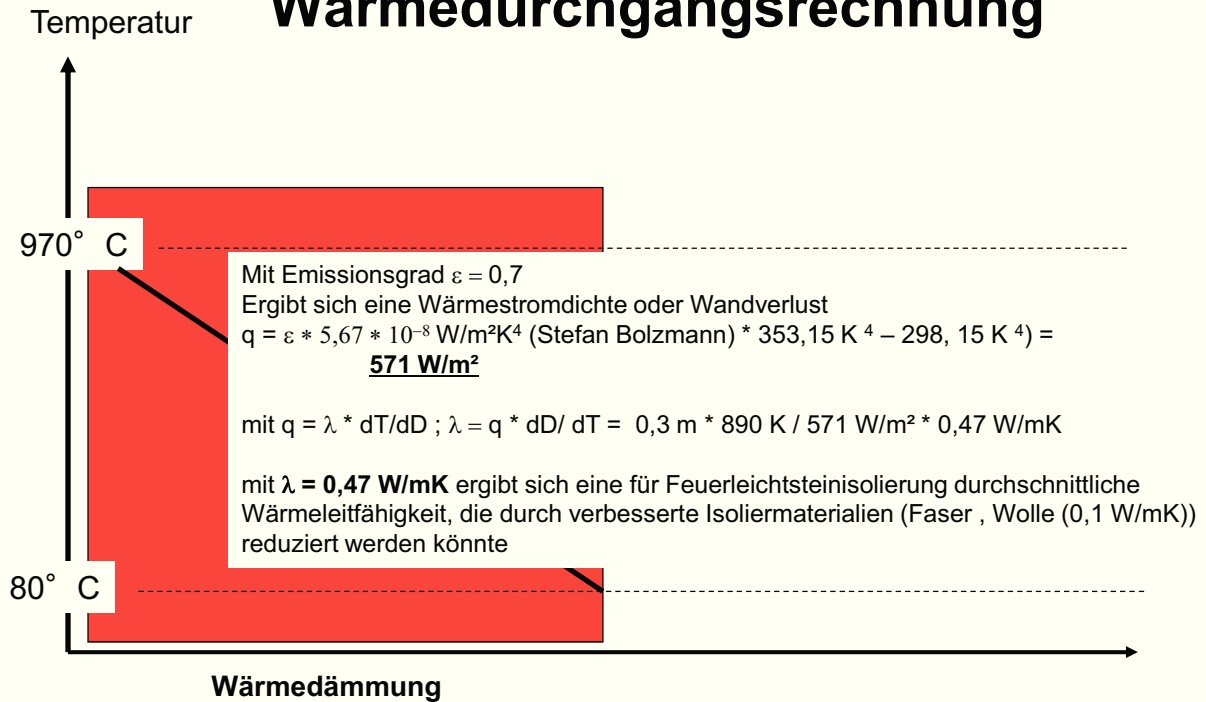 Wärmedurchgangsrechnung
Temperatur
970° C
Mit Emissionsgrad ε = 0,7
Ergibt sich eine Wärmestromdichte oder Wandverlust
q = ε * 5,67 * 10⁻⁸ W/m²K⁴ (Stefan Bolzmann) * 353,15 K ⁴ – 298, 15 K ⁴) =
571 W/m²
mit q = λ * dT/dD ; λ = q * dD/ dT = 0,3 m * 890 K / 571 W/m² * 0,47 W/mK
mit λ = 0,47 W/mK ergibt sich eine für Feuerleichtsteinisolierung durchschnittliche
Wärmeleitfähigkeit, die durch verbesserte Isoliermaterialien (Faser , Wolle (0,1 W/mK))
reduziert werden könnte
80° C
Wärmedämmung